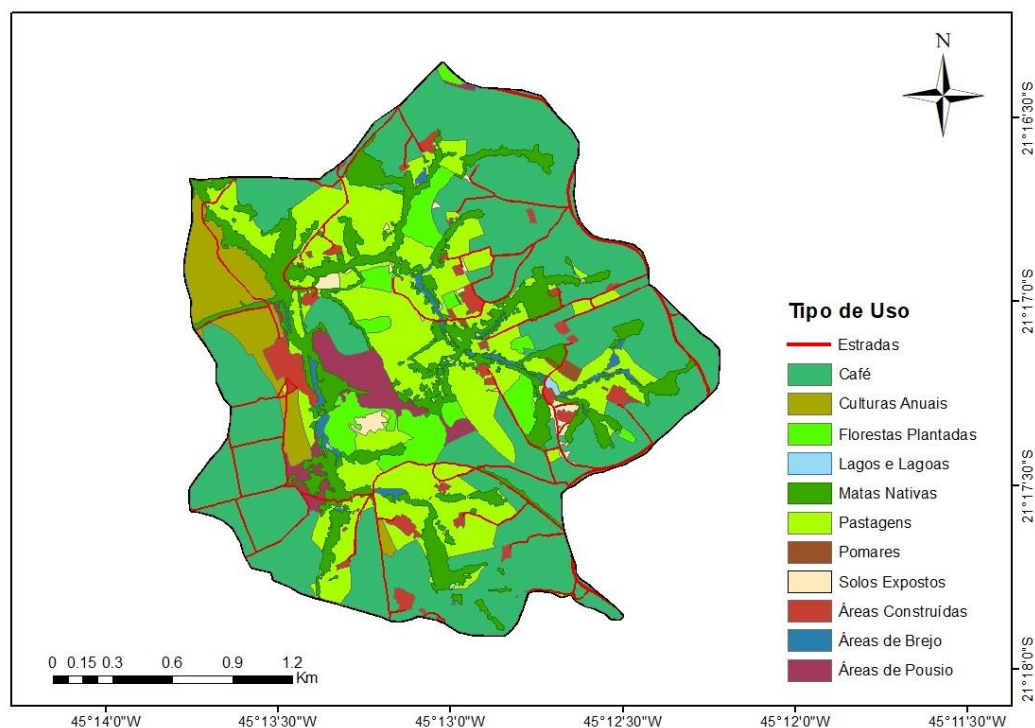 N
21°16'30"S
21°17'0"S
21°17'30"S
21°18'0"S
Tipo de Uso
Estradas
Café
Culturas Anuais
Florestas Plantadas
Lagos e Lagoas
Matas Nativas
Pastagens
Pomares
Solos Expostos
Áreas Construídas
Áreas de Brejo
Áreas de Pousio
0 0.15 0.3 0.6 0.9 1.2
Km
45°14'0"W 45°13'30"W 45°13'0"W 45°12'30"W 45°12'0"W 45°11'30"W